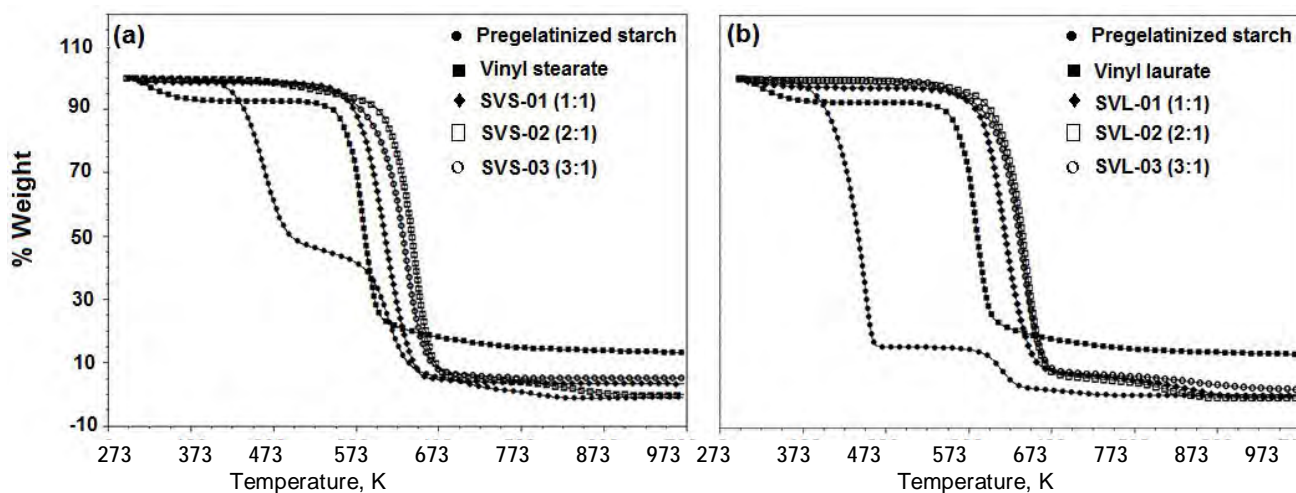 (a)
Pregelatinized starch
Vinyl stearate
SVS-01 (1:1)
SVS-02 (2:1)
SVS-03 (3:1)
% Weight
110
90
70
50
30
10
-10
273 373 473 573 673 773 873 973
Temperature, K
(b)
Pregelatinized starch
Vinyl laurate
SVL-01 (1:1)
SVL-02 (2:1)
SVL-03 (3:1)
273 373 473 573 673 773 873 973
Temperature, K